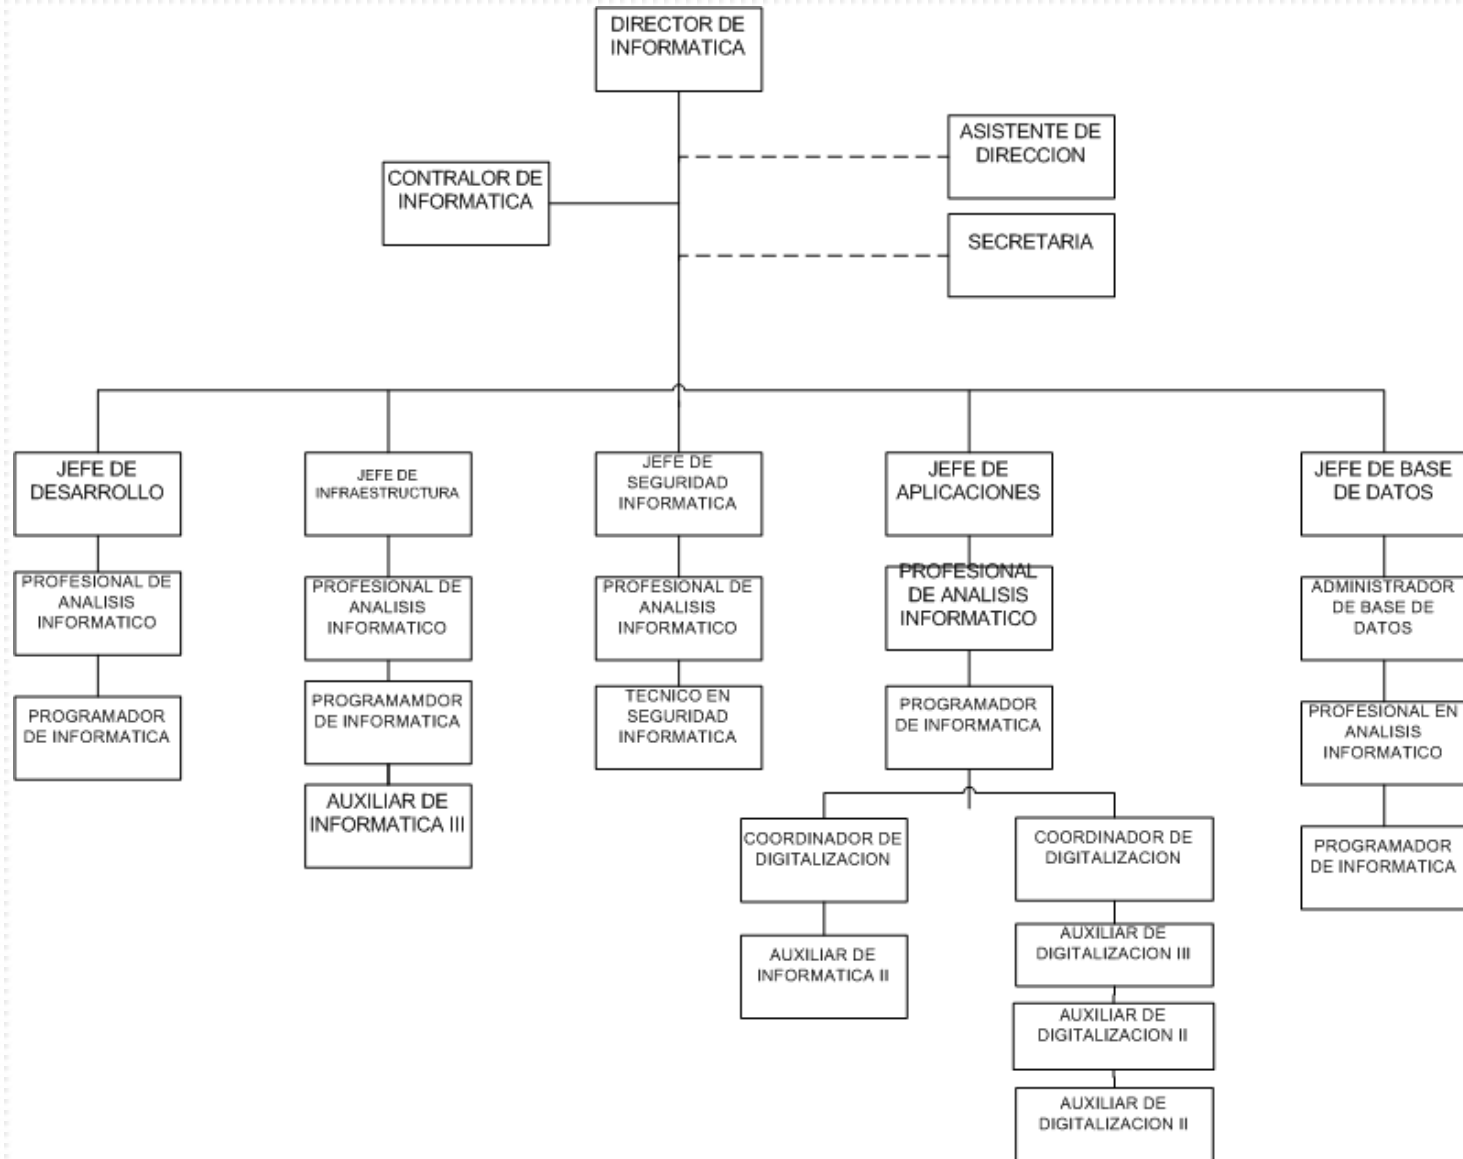 DIRECTOR DE
INFORMATICA
ASISTENTE DE
DIRECCION
CONTRALOR DE
INFORMATICA
SECRETARIA
JEFE DE
DESARROLLO
JEFE DE
INFRAESTRUCTURA
JEFE DE
SEGURIDAD
INFORMATICA
JEFE DE
APLICACIONES
JEFE DE BASE
DE DATOS
PROFESIONAL DE
ANALISIS
INFORMATICO
PROFESIONAL DE
ANALISIS
INFORMATICO
PROFESIONAL DE
ANALISIS
INFORMATICO
PROFESIONAL
DE ANALISIS
INFORMATICO
ADMINISTRADOR
DE BASE DE
DATOS
PROGRAMADOR
DE INFORMATICA
PROGRAMAMDOR
DE INFORMATICA
TECNICO EN
SEGURIDAD
INFORMATICA
PROGRAMADOR
DE INFORMATICA
PROFESIONAL EN
ANALISIS
INFORMATICO
AUXILIAR DE
INFORMATICA III
COORDINADOR DE
DIGITALIZACION
COORDINADOR DE
DIGITALIZACION
PROGRAMADOR
DE INFORMATICA
AUXILIAR DE
INFORMATICA II
AUXILIAR DE
DIGITALIZACION III
AUXILIAR DE
DIGITALIZACION II
AUXILIAR DE
DIGITALIZACION II